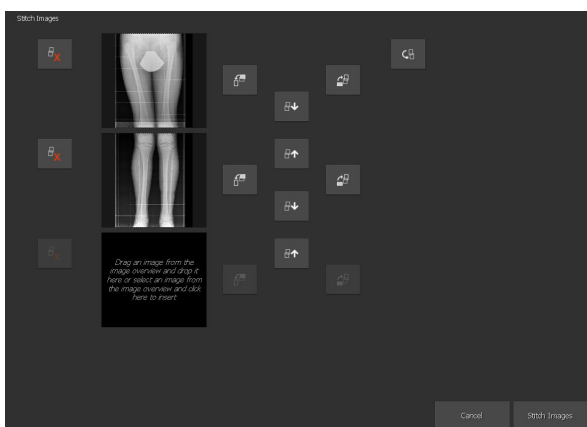 Stitch Images
Drag an image from the
image overview and drop it
here or select an image from
the image overview and click
here to insert
Cancel
Stitch Images